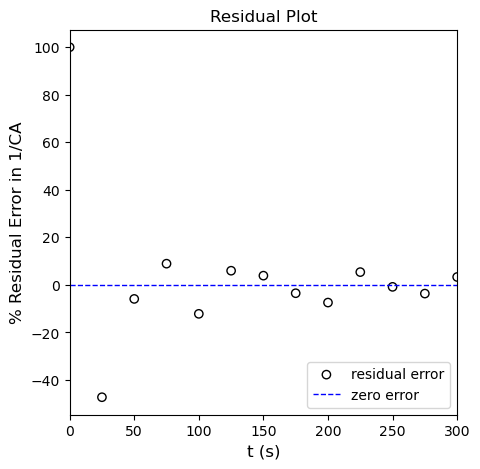 Residual Plot
% Residual Error in 1/CA
100
80
60
40
20
0
−20
−40
residual error
zero error
0 50 100 150 200 250 300
t (s)